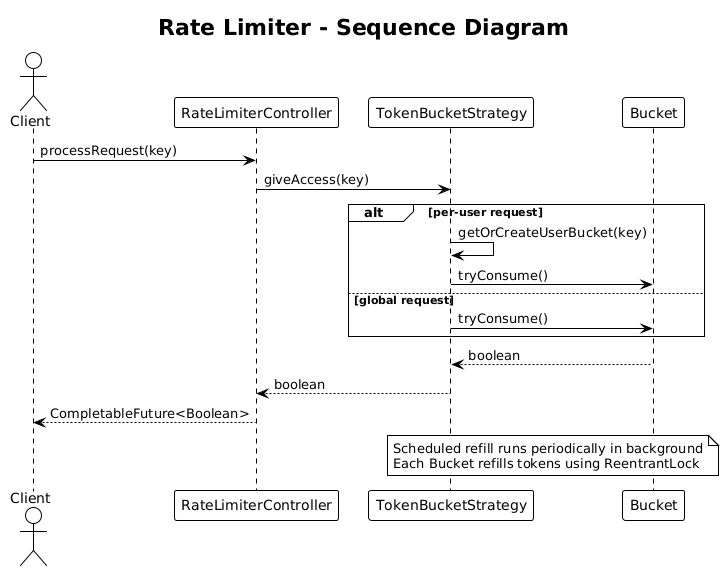 Rate Limiter - Sequence Diagram
Client
RateLimiterController
TokenBucketStrategy
Bucket
processRequest(key)
giveAccess(key)
alt
[per-user request]
getOrCreateUserBucket(key)
tryConsume()
[global request]
tryConsume()
boolean
boolean
CompletableFuture<Boolean>
Scheduled refill runs periodically in background
Each Bucket refills tokens using ReentrantLock
Client
RateLimiterController
TokenBucketStrategy
Bucket